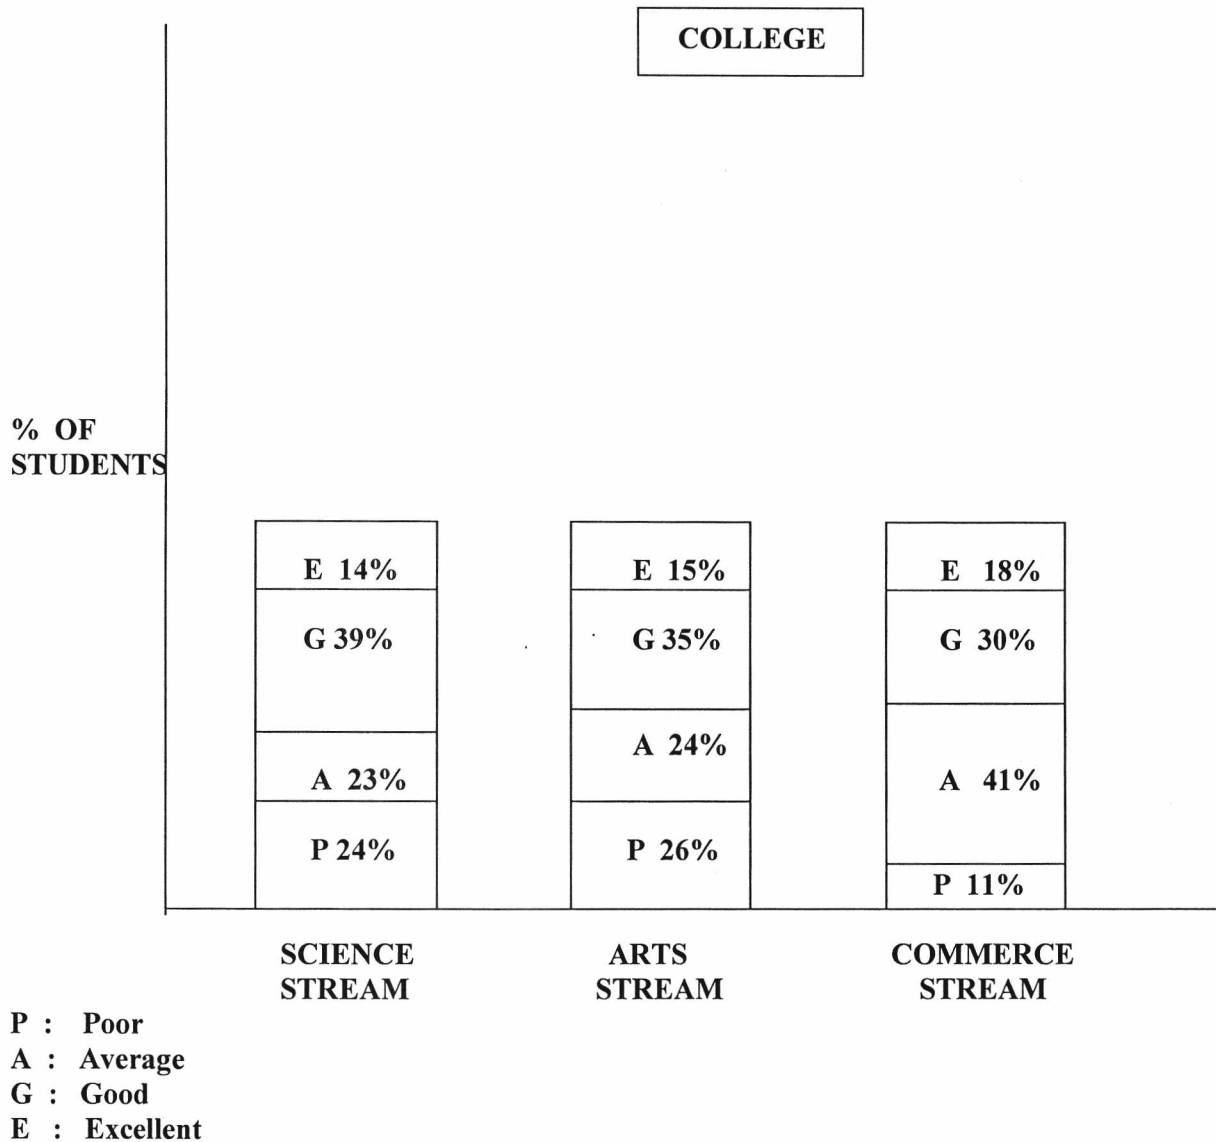 COLLEGE
% OF
STUDENTS
E 14%
E 15%
E 18%
G 39%
G 35%
G 30%
A 23%
A 24%
A 41%
P 24%
P 26%
P 11%
SCIENCE
STREAM
ARTS
STREAM
COMMERCE
STREAM
P : Poor
A : Average
G : Good
E : Excellent